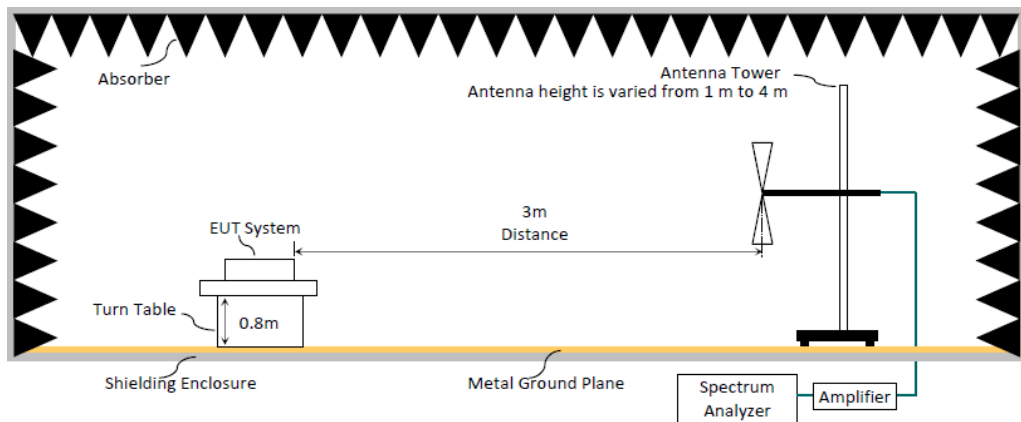 Absorber
Antenna Tower
Antenna height is varied from 1 m to 4 m
3m
Distance
EUT System
Turn Table
0.8m
Shielding Enclosure
Metal Ground Plane
Spectrum
Analyzer
Amplifier